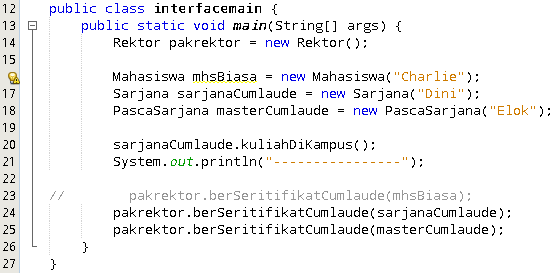 12 public class interfacemain {
13 public static void main(String[] args) {
14 Rektor pakrektor = new Rektor();
15
Mahasiswa mhsBiasa = new Mahasiswa("Charlie");
17 Sarjana sarjanaCumlaude = new Sarjana("Dini");
18 PascaSarjana masterCumlaude = new PascaSarjana("Elok");
19
20 sarjanaCumlaude.kuliahDiKampus();
21 System.out.println("----------------");
22
23 // pakrektor.berSeritifikatCumlaude(mhsBiasa);
24 pakrektor.berSeritifikatCumlaude(sarjanaCumlaude);
25 pakrektor.berSeritifikatCumlaude(masterCumlaude);
26 }
27 }